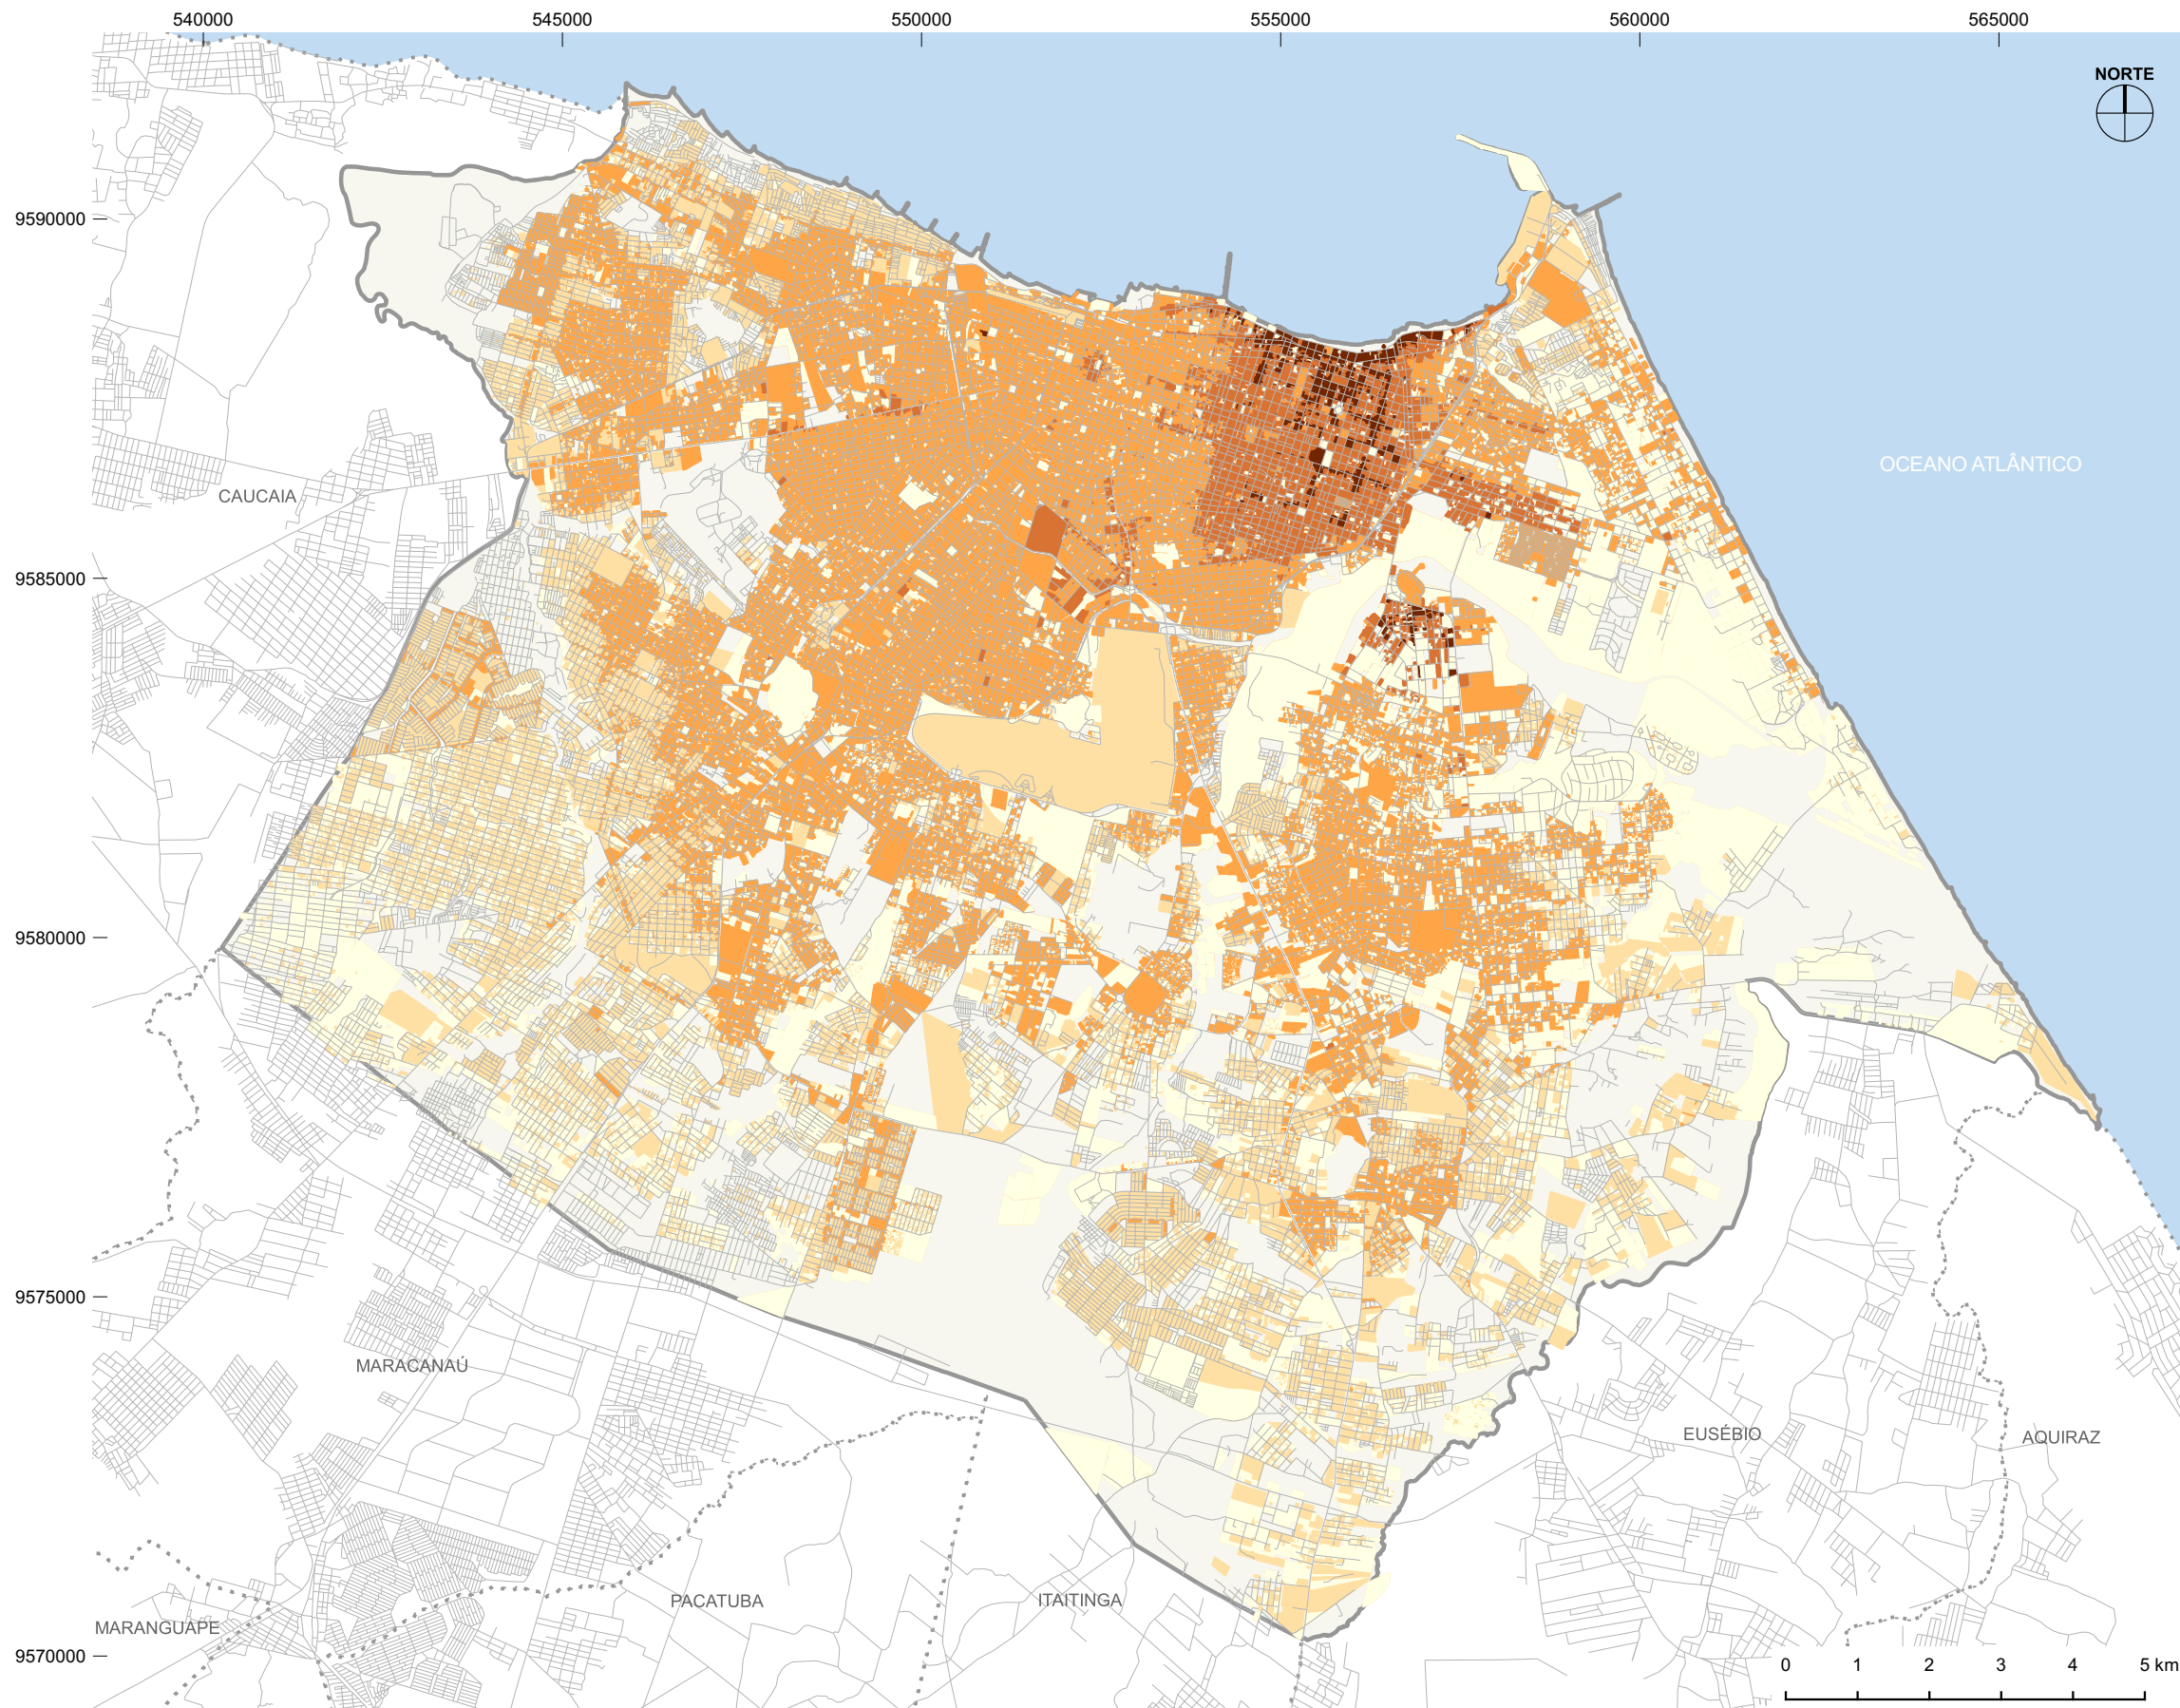 540000 545000 550000 555000 560000 565000
NORTE
9590000
OCEANO ATLÂNTICO
CAUCAIA
9585000
9580000
9575000
MARACANAÚ
EUSÉBIO
AQUIRAZ
PACATUBA
ITAITINGA
MARANGUAPE
9570000
0 1 2 3 4 5 km